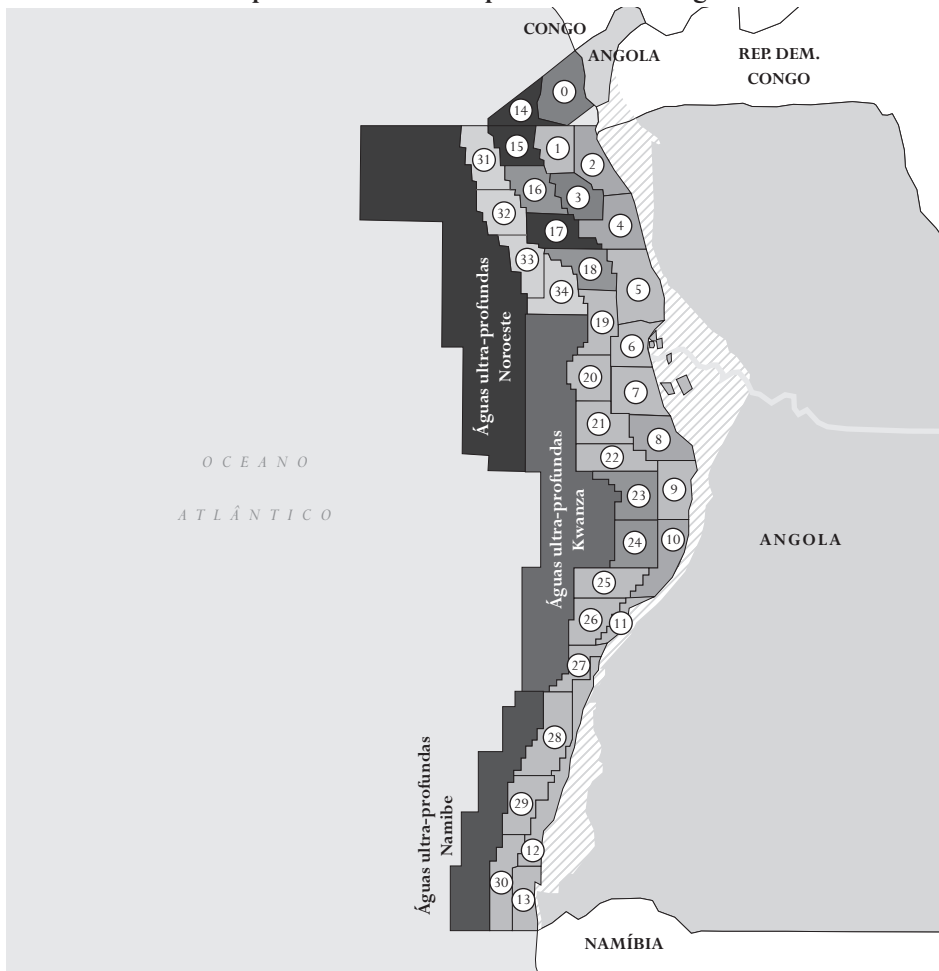 CONGO
ANGOLA
REP. DEM.
CONGO
0
14
15
1
2
31
16
3
32
17
4
33
18
5
34
19
6
20
7
21
8
22
23
9
24
10
25
26
11
27
28
29
12
30
13
Águas ultra-profundas
Noroeste
Águas ultra-profundas
Kwanza
Águas ultra-profundas
Namibe
OCEANO
ATLÂNTICO
ANGOLA
NAMÍBIA